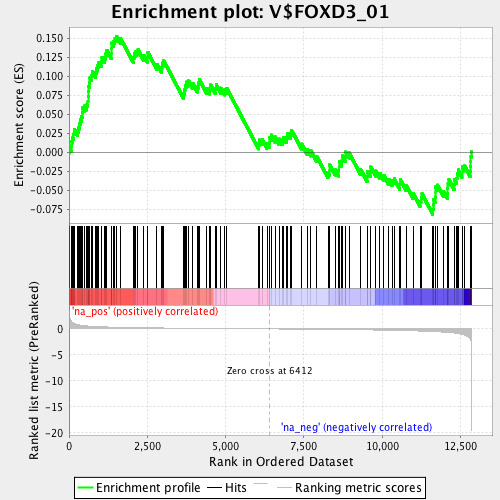 Enrichment plot: V$FOXD3_01
Enrichment score (ES)
0.150
0.125
0.100
0.075
0.050
0.025
0.000
-0.025
-0.050
-0.075
'na_pos' (positively correlated)
Ranked list metric (PreRanked)
0
-5
-10
-15
-20
Zero cross at 6412
'na_neg' (negatively correlated)
0
2,500
5,000
7,500
10,000
12,500
Rank in Ordered Dataset
Enrichment profile
Hits
Ranking metric scores